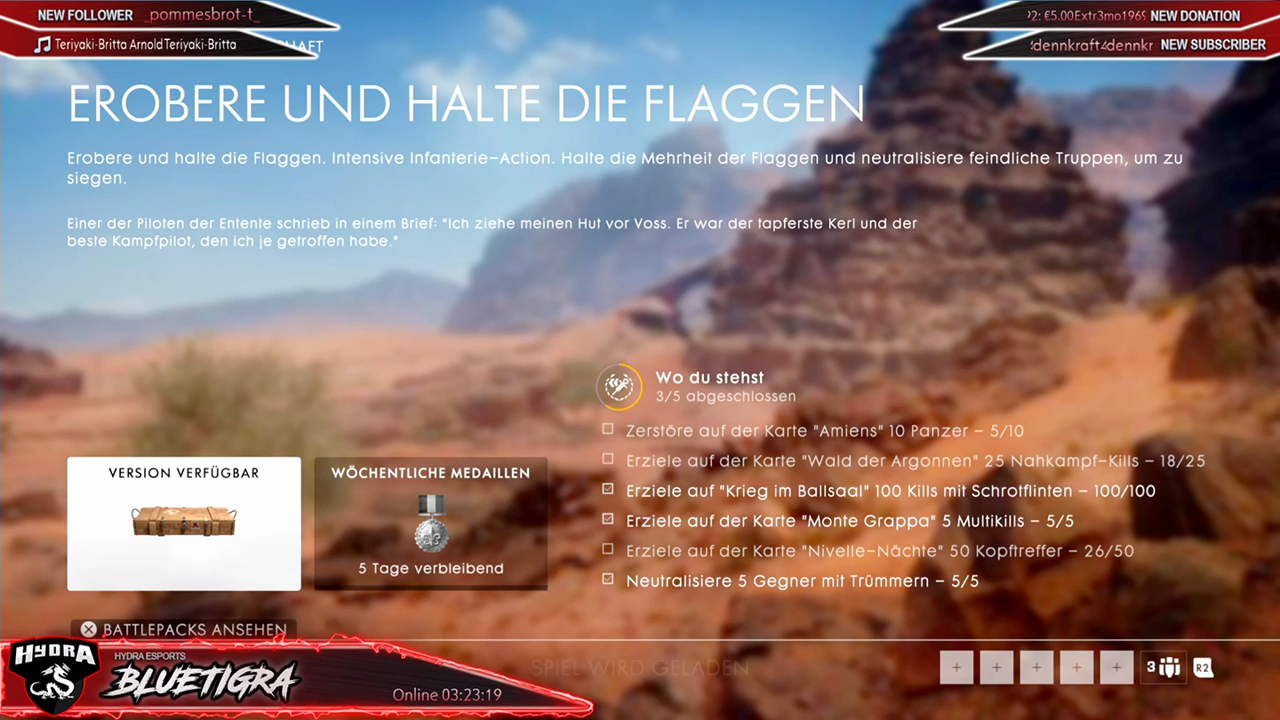 NEW FOLLOWER _pommesbrot-t_
Teriyaki-Britta ArnoldTeriyaki-Britta
?2: €5.00Extr3mo1969 NEW DONATION
dennkraft4dennkr NEW SUBSCRIBER
EROBERE UND HALTE DIE FLAGGEN
Erobere und halte die Flaggen. Intensive Infanterie-Action. Halte die Mehrheit der Flaggen und neutralisiere feindliche Truppen, um zu
siegen.
Einer der Piloten der Entente schrieb in einem Brief: "Ich ziehe meinen Hut vor Voss. Er war der tapferste Kerl und der
beste Kampfpilot, den ich je getroffen habe."
Wo du stehst
3/5 abgeschlossen
Zerstöre auf der Karte "Amiens" 10 Panzer – 5/10
Erziele auf der Karte "Wald der Argonnen" 25 Nahkampf-Kills – 18/25
Erziele auf "Krieg im Ballsaal" 100 Kills mit Schrotflinten – 100/100
Erziele auf der Karte "Monte Grappa" 5 Multikills – 5/5
Erziele auf der Karte "Nivelle-Nächte" 50 Kopftreffer – 26/50
Neutralisiere 5 Gegner mit Trümmern – 5/5
VERSION VERFÜGBAR
WÖCHENTLICHE MEDAILLEN
5 Tage verbleibend
BATTLEPACKS ANSEHEN
SPIEL WIRD GELADEN
3 R2
HYDRA
HYDRA ESPORTS
BLUETIGRA
Online 03:23:19